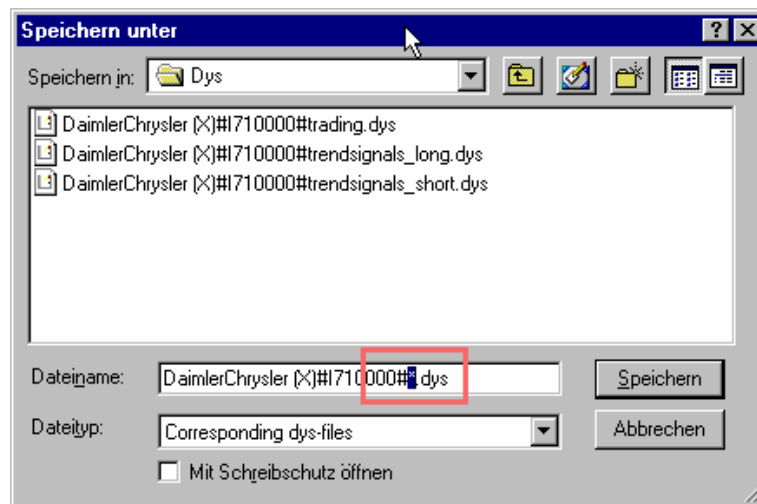 Speichern unter
Speichern in: Dys
DaimlerChrysler (X)#I710000#trading.dys
DaimlerChrysler (X)#I710000#trendsignals_long.dys
DaimlerChrysler (X)#I710000#trendsignals_short.dys
Dateiname: DaimlerChrysler (X)#I710000#*.dys Speichern
Dateityp: Corresponding dys-files Abbrechen
Mit Schreibschutz öffnen